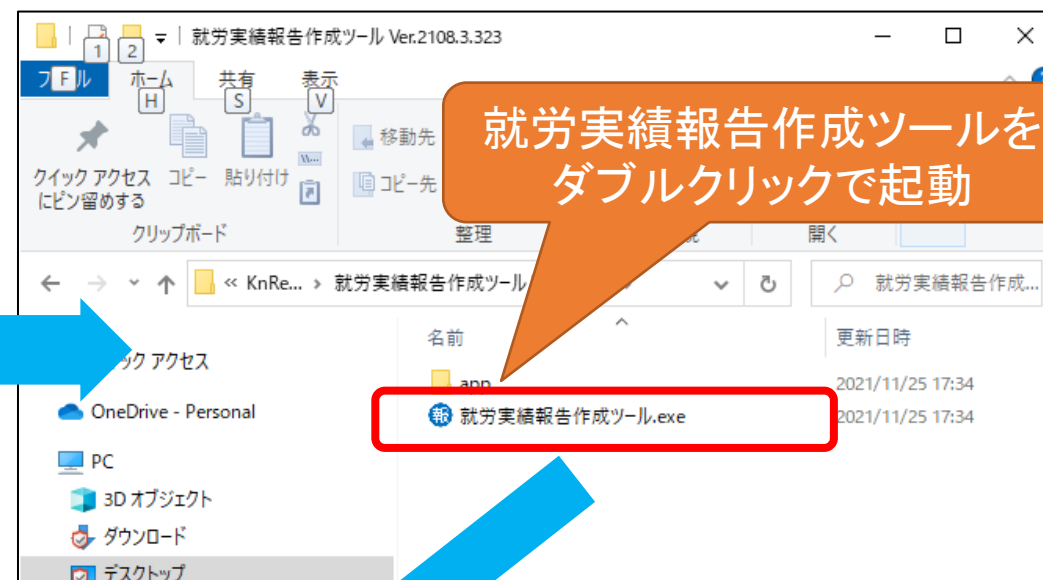 就労実績報告作成ツール Ver.2108.3.323
1 2
ホーム 共有 表示
F H S V
就労実績報告作成ツールを
ダブルクリックで起動
移動先
コピー先
クイック アクセス
にピン留めする
コピー
貼り付け
クリップボード
整理
開く
« KnRe... › 就労実績報告作成ツール
就労実績報告作成...
名前
更新日時
アクセス
app
2021/11/25 17:34
就労実績報告作成ツール.exe
2021/11/25 17:34
OneDrive - Personal
PC
3D オブジェクト
ダウンロード
デスクトップ